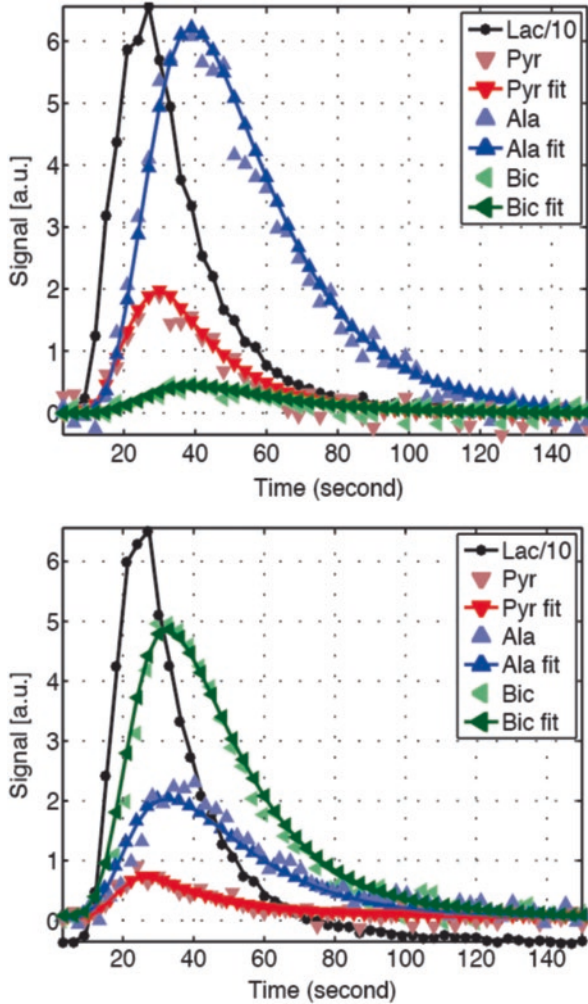 6
5
4
3
2
1
0
Signal [a.u.]
Lac/10
Pyr
Pyr fit
Ala
Ala fit
Bic
Bic fit
20 40 60 80 100 120 140
Time (second)
6
5
4
3
2
1
0
Signal [a.u.]
Lac/10
Pyr
Pyr fit
Ala
Ala fit
Bic
Bic fit
20 40 60 80 100 120 140
Time (second)